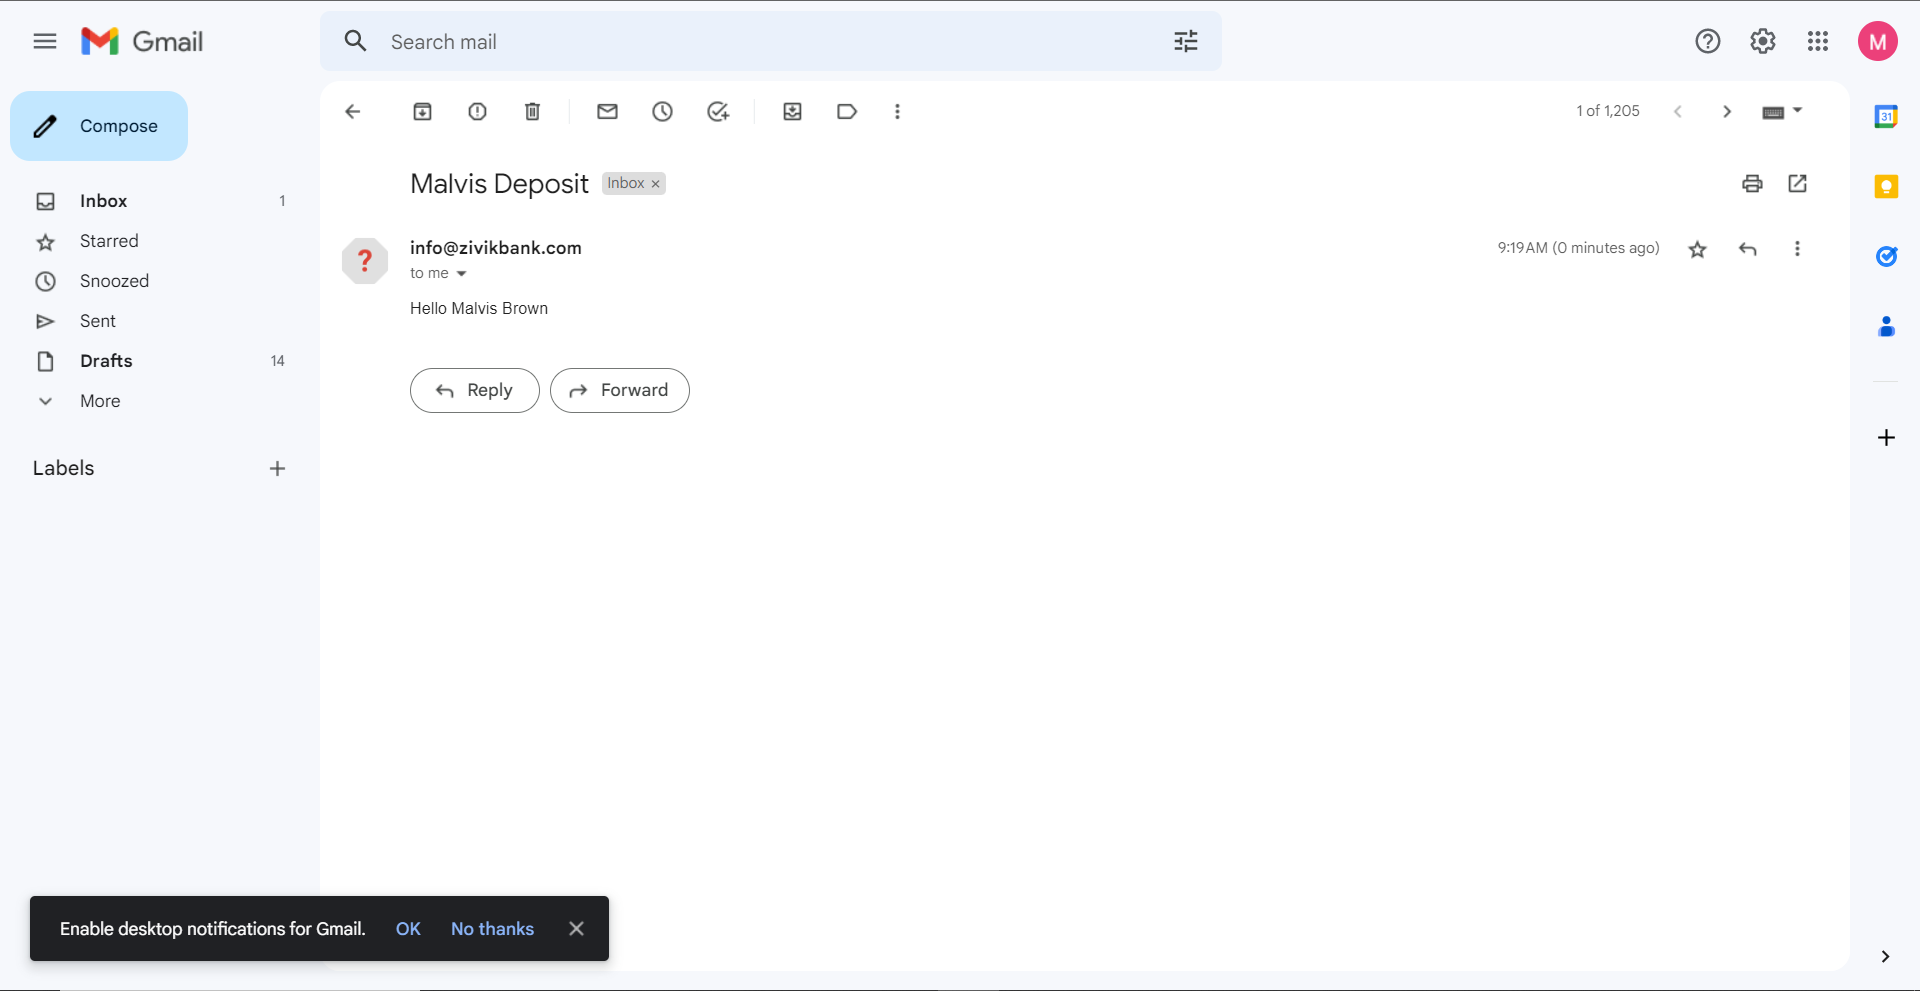 Gmail
Search mail
M
Compose
1 of 1,205
31
Malvis Deposit
Inbox ×
Inbox 1
Starred
Snoozed
Sent
Drafts 14
More
Labels +
?
info@zivikbank.com
9:19 AM (0 minutes ago)
to me
Hello Malvis Brown
Reply
Forward
Enable desktop notifications for Gmail. OK No thanks